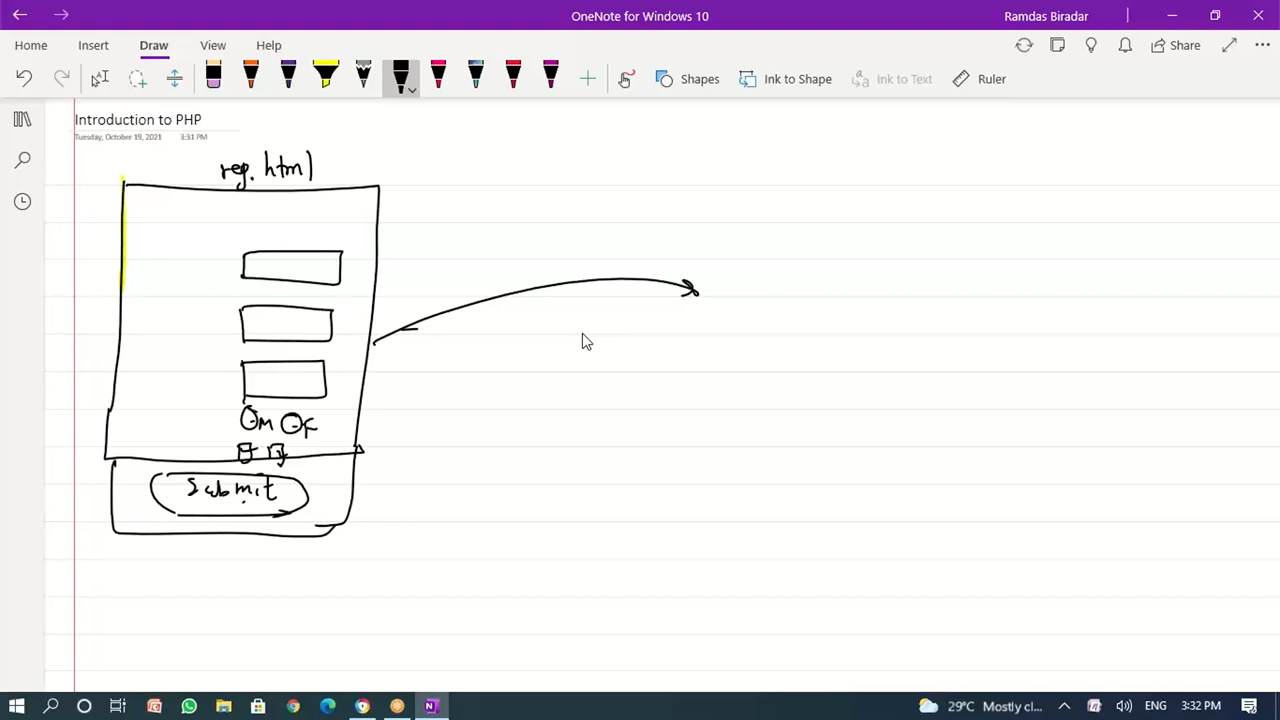 OneNote for Windows 10
Ramdas Biradar
Home Insert Draw View Help
Share
Shapes Ink to Shape Ink to Text Ruler
Introduction to PHP
Tuesday, October 19, 2021 3:31 PM
reg.html
M F
Submit
29°C Mostly cl... ENG 3:32 PM